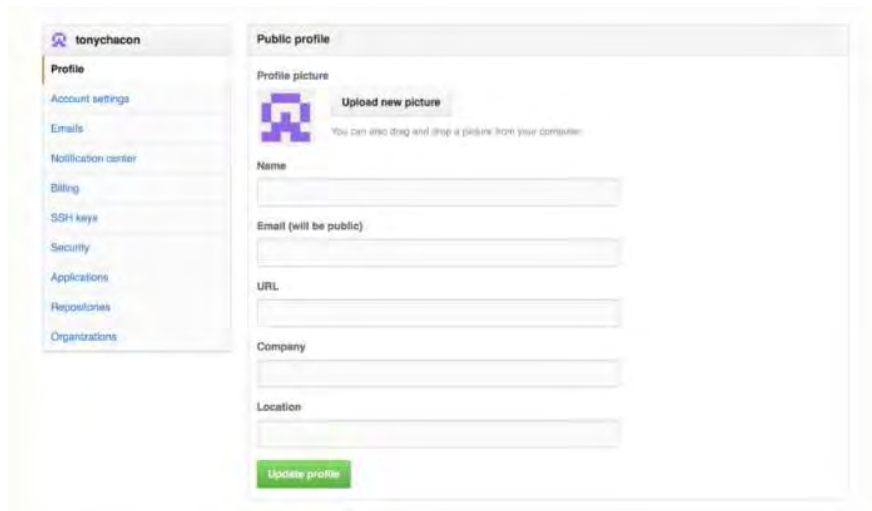 tonychacon
Profile
Account settings
Emails
Notification center
Billing
SSH keys
Security
Applications
Repositories
Organizations
Public profile
Profile picture
Upload new picture
You can also drag and drop a picture from your computer.
Name
Email (will be public)
URL
Company
Location
Update profile